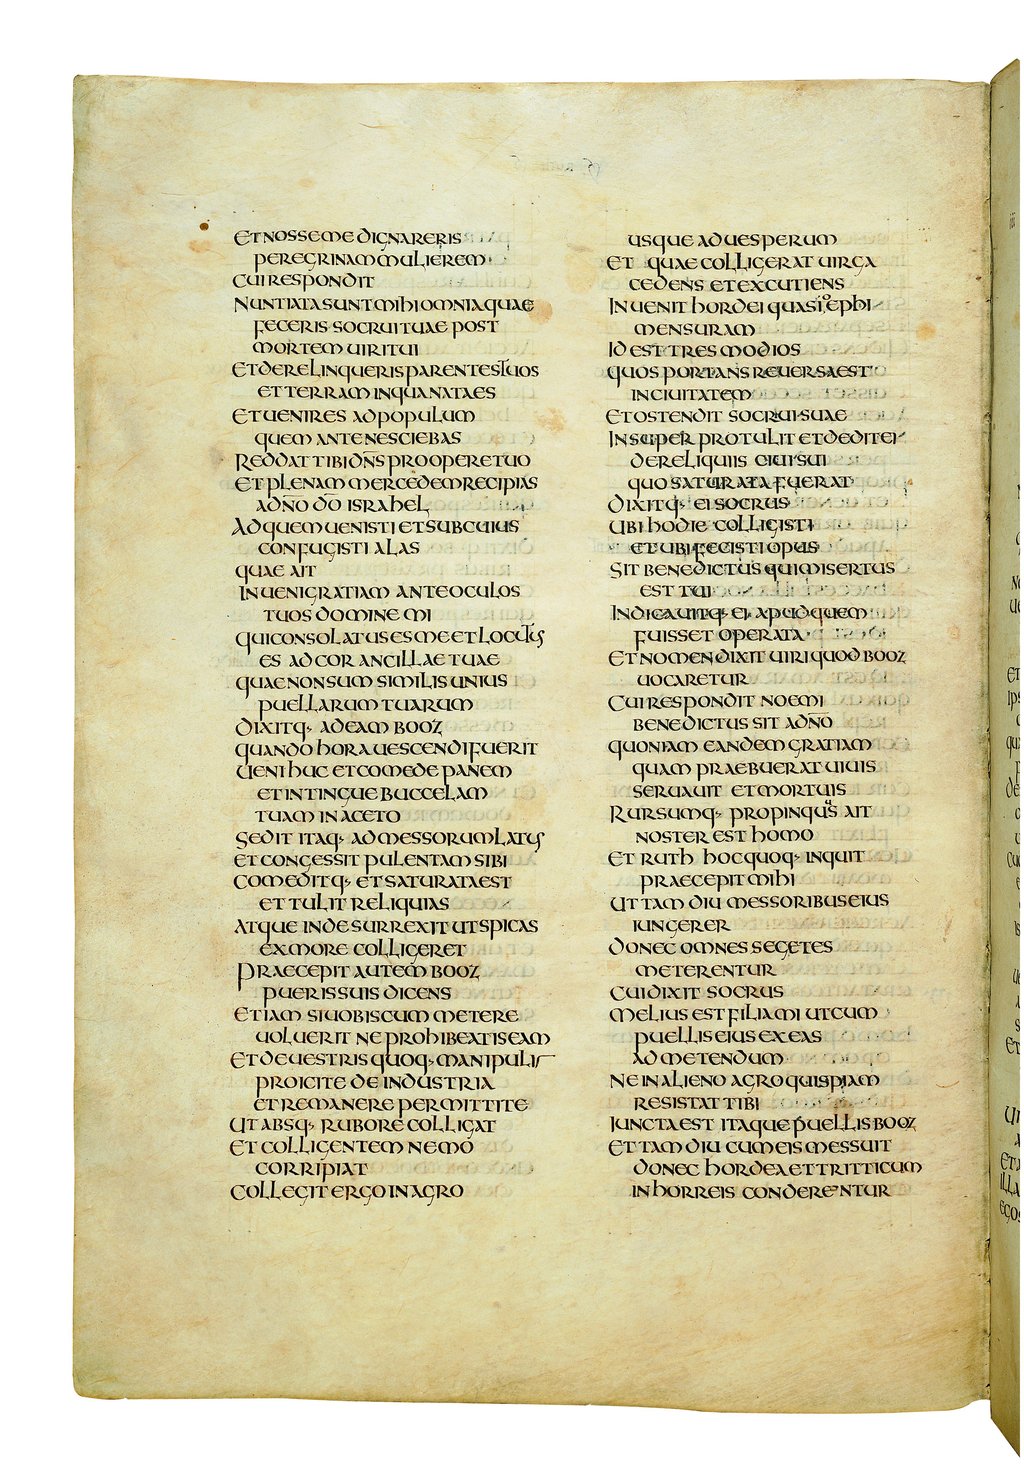 ET NOSSE ME DIGNARERIS
PEREGRINAM MULIEREM
CUI RESPONDIT
NUNTIATA SUNT MIHI OMNIA QUAE
FECERIS SOCRUI TUAE POST
MORTEM UIRI TUI
ET DERELINQUERIS PARENTES TUOS
ET TERRAM IN QUA NATA ES
ET UENIRES AD POPULUM
QUEM ANTE NESCIEBAS
REDDAT TIBI DN̄S PRO OPERE TUO
ET PLENAM MERCEDEM RECIPIAS
A DN̄O DŌ ISRAHEL
AD QUEM UENISTI ET SUB CUIUS
CONFUGISTI ALAS
QUAE AIT
INUENI GRATIAM ANTE OCULOS
TUOS DOMINE MI
QUI CONSOLATUS ES ME ET LOCUTUS
ES AD COR ANCILLAE TUAE
QUAE NON SUM SIMILIS UNIUS
PUELLARUM TUARUM
DIXITQ· AD EAM BOOZ
QUANDO HORA UESCENDI FUERIT
UENI HUC ET COMEDE PANEM
ET INTINGUE BUCCELAM
TUAM IN ACETO
SEDIT ITAQ· AD MESSORUM LATUS
ET CONGESSIT PULENTAM SIBI
COMEDITQ· ET SATURATA EST
ET TULIT RELIQUIAS
ATQUE INDE SURREXIT UT SPICAS
EX MORE COLLIGERET
PRAECEPIT AUTEM BOOZ
PUERIS SUIS DICENS
ETIAM SI UOBISCUM METERE
UOLUERIT NE PROHIBEATIS EAM
ET DE UESTRIS QUOQ· MANIPULIS
PROICITE DE INDUSTRIA
ET REMANERE PERMITTITE
UT ABSQ· RUBORE COLLIGAT
ET COLLIGENTEM NEMO
CORRIPIAT
COLLEGIT ERGO IN AGRO
USQUE AD UESPERUM
ET QUAE COLLIGERAT UIRGA
CEDENS ET EXCUTIENS
INUENIT HORDEI QUASI OEPHI
MENSURAM
ID EST TRES MODIOS
QUOS PORTANS REUERSA EST
IN CIUITATEM
ET OSTENDIT SOCRUI SUAE
INSUPER PROTULIT ET DEDIT EI
DE RELIQUIIS CIUI SUI
QUO SATURATA FUERAT
DIXITQ· EI SOCRUS
UBI HODIE COLLIGISTI
ET UBI FECISTI OPUS
SIT BENEDICTUS QUI MISERTUS
EST TUI
INDICAUITQ· EI APUD QUEM
FUISSET OPERATA
ET NOMEN DIXIT UIRI QUOD BOOZ
UOCARETUR
CUI RESPONDIT NOEMI
BENEDICTUS SIT A DN̄O
QUONIAM EANDEM GRATIAM
QUAM PRAEBUERAT UIUIS
SERUAUIT ET MORTUIS
RURSUMQ· PROPINQUUS AIT
NOSTER EST HOMO
ET RUTH HOC QUOQ· INQUIT
PRAECEPIT MIHI
UT TAM DIU MESSORIBUS EIUS
IUNGERER
DONEC OMNES SEGETES
METERENTUR
CUI DIXIT SOCRUS
MELIUS EST FILIA MI UT CUM
PUELLIS EIUS EXEAS
AD METENDUM
NE IN ALIENO AGRO QUISPIAM
RESISTAT TIBI
IUNCTA EST ITAQUE PUELLIS BOOZ
ET TAM DIU CUM EIS MESSUIT
DONEC HORDEA ET TRITTICUM
IN HORREIS CONDERENTUR